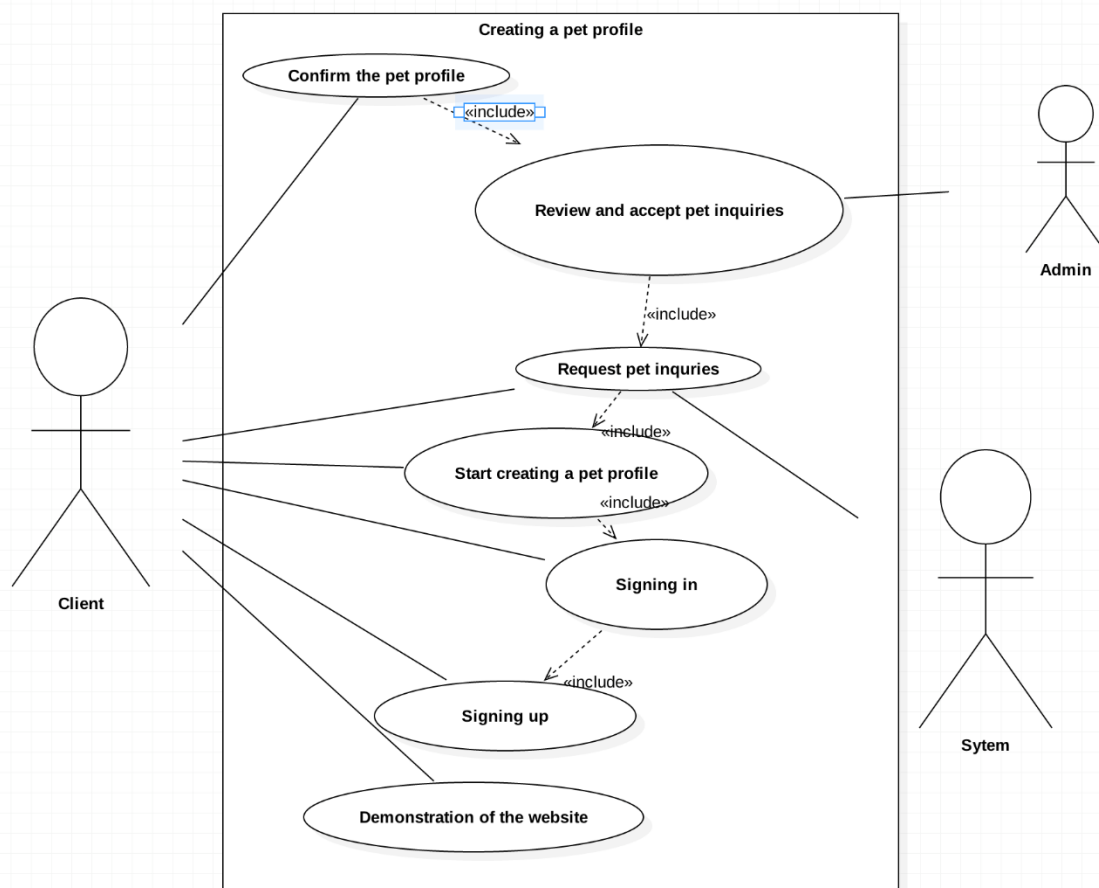 Creating a pet profile
Confirm the pet profile
«include»
Review and accept pet inquiries
Admin
«include»
Request pet inquries
«include»
Start creating a pet profile
«include»
Signing in
Client
«include»
Signing up
Sytem
Demonstration of the website